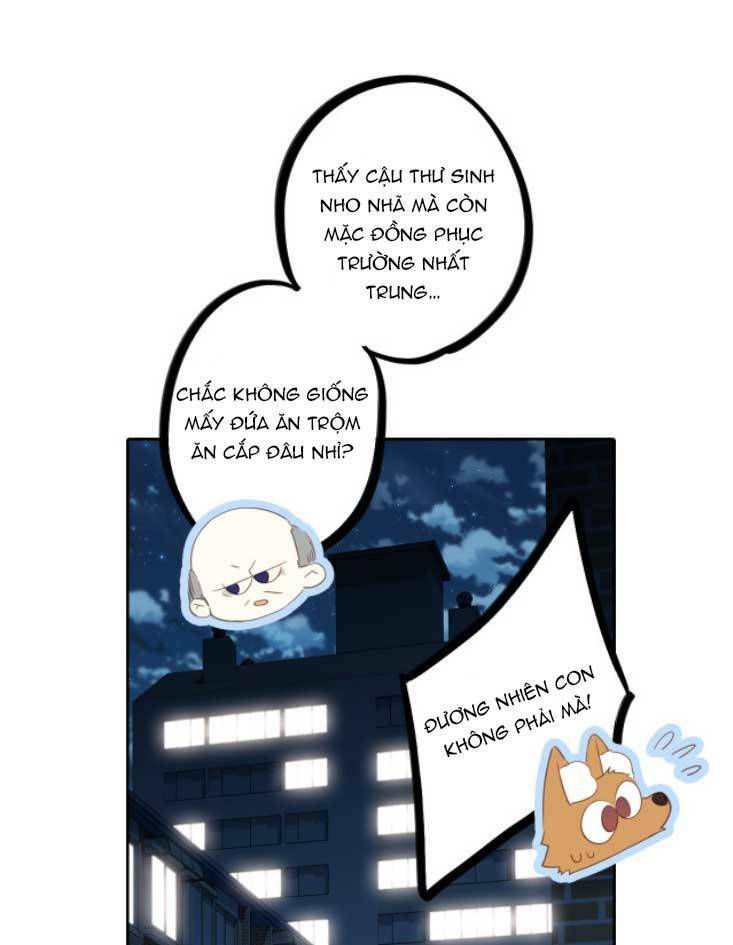 THẤY CẬU THƯ SINH
NHO NHÃ MÀ CÒN
MẶC ĐỒNG PHỤC
TRƯỜNG NHẤT
TRUNG...
CHẮC KHÔNG GIỐNG
MẤY ĐỨA ĂN TRỘM
ĂN CẮP ĐÂU NHỈ?
ĐƯƠNG NHIÊN CON
KHÔNG PHẢI MÀ!